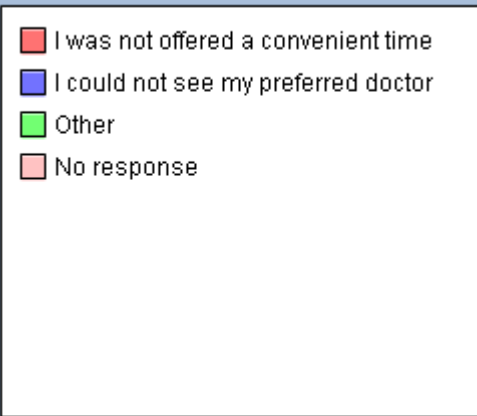 I was not offered a convenient time
I could not see my preferred doctor
Other
No response